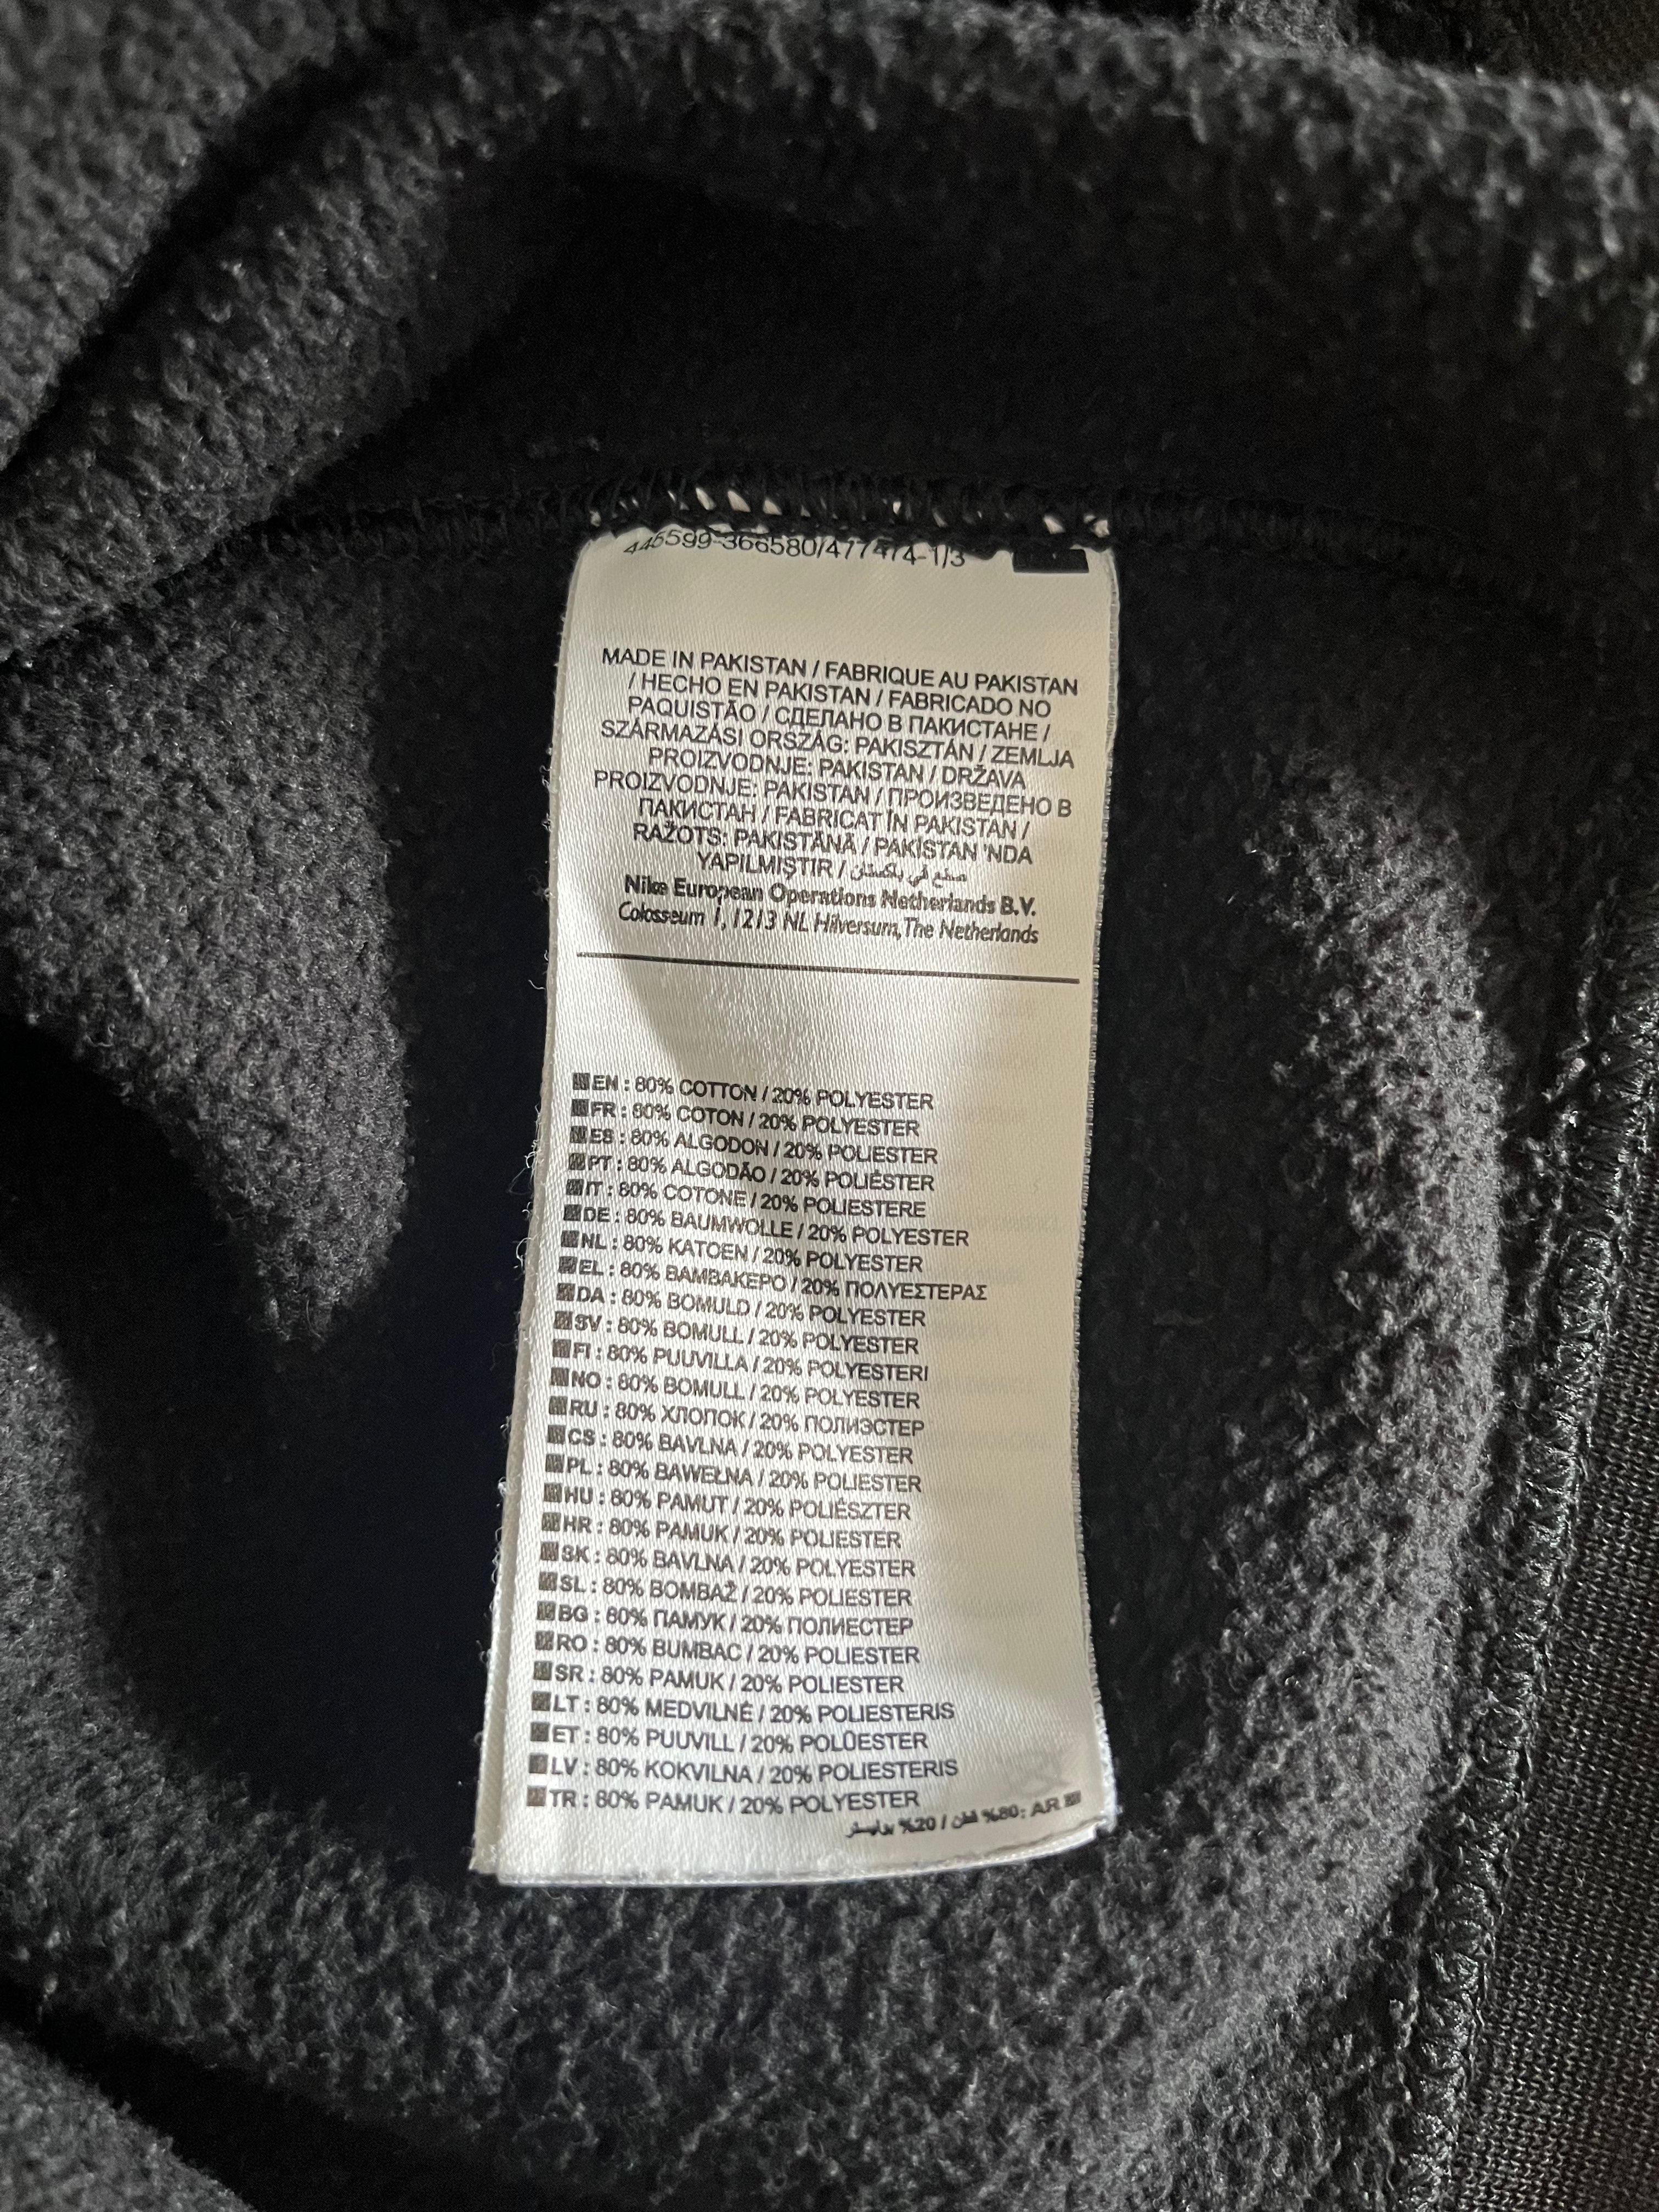 445599-366580/477474-1/3
MADE IN PAKISTAN / FABRIQUE AU PAKISTAN
/ HECHO EN PAKISTAN / FABRICADO NO
PAQUISTÃO / СДЕЛАНО В ПАКИСТАНЕ /
SZÁRMAZÁSI ORSZÁG: PAKISZTÁN / ZEMLJA
PROIZVODNJE: PAKISTAN / DRŽAVA
PROIZVODNJE: PAKISTAN / ПРОИЗВЕДЕНО В
ПАКИСТАН / FABRICAT ÎN PAKISTAN /
RAŽOTS: PAKISTĀNĀ / PAKİSTAN 'NDA
YAPILMIŞTIR / صنع في باكستان
Nike European Operations Netherlands B.V.
Colosseum 1, 1213 NL Hilversum, The Netherlands
EN : 80% COTTON / 20% POLYESTER
FR : 80% COTON / 20% POLYESTER
ES : 80% ALGODON / 20% POLIESTER
PT : 80% ALGODÃO / 20% POLIÉSTER
IT : 80% COTONE / 20% POLIESTERE
DE : 80% BAUMWOLLE / 20% POLYESTER
NL : 80% KATOEN / 20% POLYESTER
EL : 80% ΒΑΜΒΑΚΕΡΟ / 20% ΠΟΛΥΕΣΤΕΡΑΣ
DA : 80% BOMULD / 20% POLYESTER
SV : 80% BOMULL / 20% POLYESTER
FI : 80% PUUVILLA / 20% POLYESTERI
NO : 80% BOMULL / 20% POLYESTER
RU : 80% ХЛОПОК / 20% ПОЛИЭСТЕР
CS : 80% BAVLNA / 20% POLYESTER
PL : 80% BAWEŁNA / 20% POLIESTER
HU : 80% PAMUT / 20% POLIÉSZTER
HR : 80% PAMUK / 20% POLIESTER
SK : 80% BAVLNA / 20% POLYESTER
SL : 80% BOMBAŽ / 20% POLIESTER
BG : 80% ПАМУК / 20% ПОЛИЕСТЕР
RO : 80% BUMBAC / 20% POLIESTER
SR : 80% PAMUK / 20% POLIESTER
LT : 80% MEDVILNĖ / 20% POLIESTERIS
ET : 80% PUUVILL / 20% POLÜESTER
LV : 80% KOKVILNA / 20% POLIESTERIS
TR : 80% PAMUK / 20% POLYESTER
AR :80% قطن / 20% بوليستر